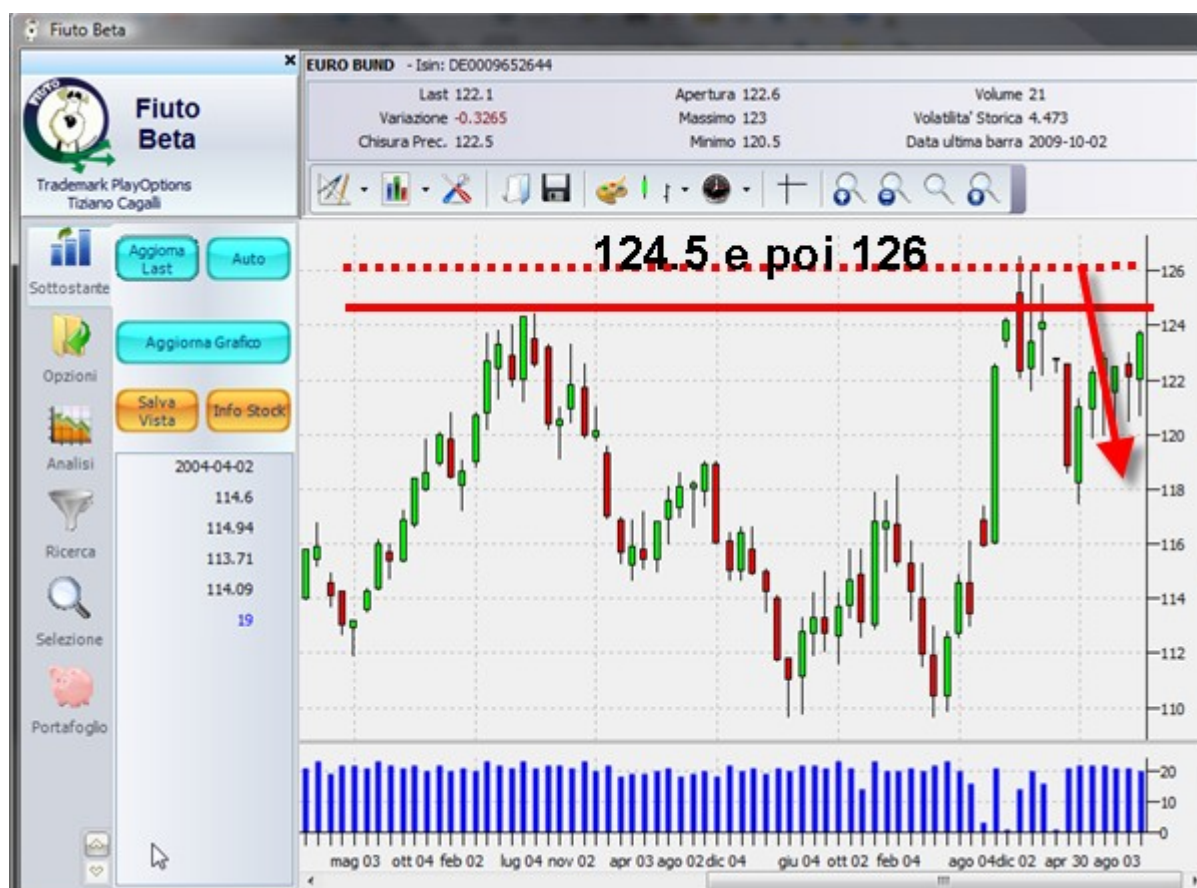 Fiuto Beta
Fiuto
Beta
Trademark PlayOptions
Tiziano Cagalli
EURO BUND - Isin: DE0009652644
Last 122.1
Apertura 122.6
Volume 21
Variazione -0.3265
Massimo 123
Volatilita' Storica 4.473
Chisura Prec. 122.5
Minimo 120.5
Data ultima barra 2009-10-02
Sottostante
Opzioni
Analisi
Ricerca
Selezione
Portafoglio
Aggiorna
Last
Auto
Aggiorna Grafico
Salva
Vista
Info Stock
2004-04-02
114.6
114.94
113.71
114.09
19
124.5 e poi 126
126
124
122
120
118
116
114
112
110
20
10
0
mag 03 ott 04 feb 02 lug 04 nov 02 apr 03 ago 02 dic 04 giu 04 ott 02 feb 04 ago 04 dic 02 apr 30 ago 03